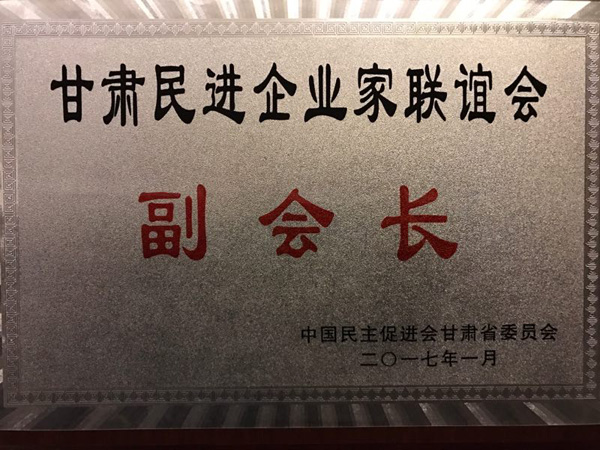 甘肃民进企业家联谊会
副会长
中国民主促进会甘肃省委员会
二〇一七年一月